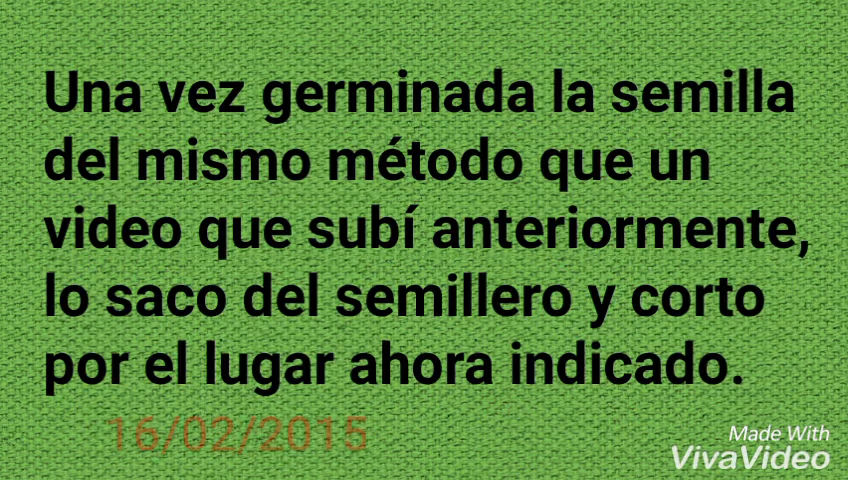 Una vez germinada la semilla
del mismo método que un
video que subí anteriormente,
lo saco del semillero y corto
por el lugar ahora indicado.
16/02/2015
Made With
VivaVideo